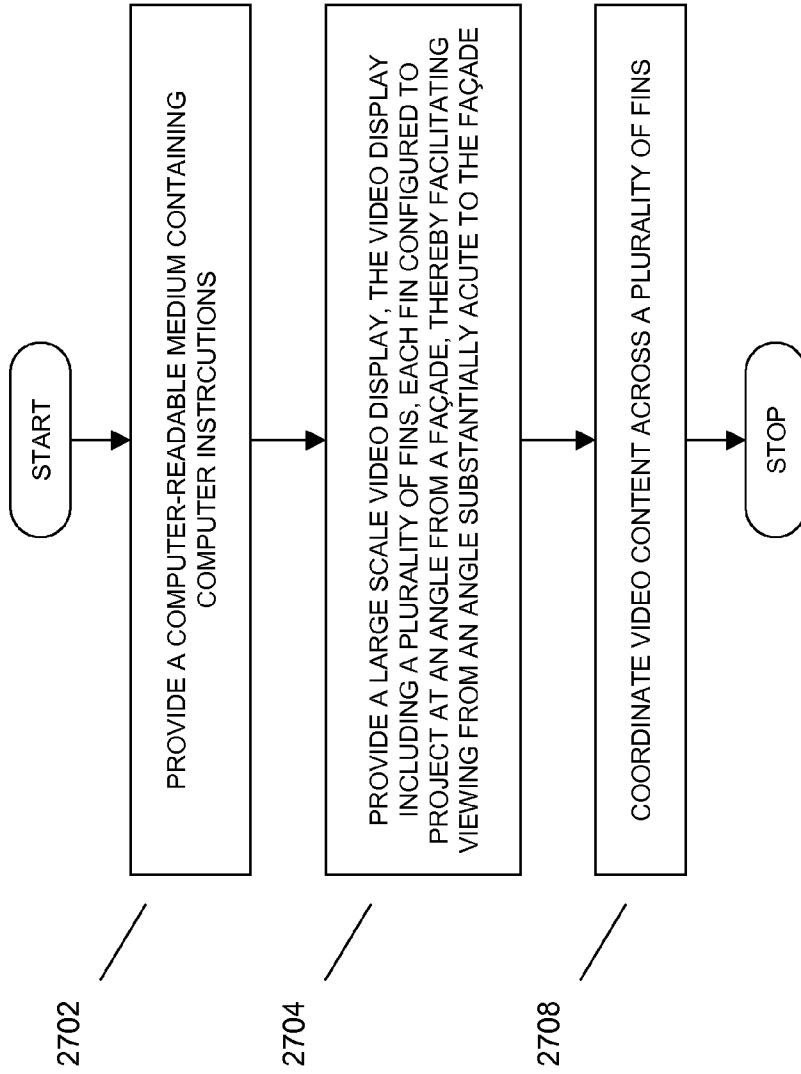 START
2702
PROVIDE A COMPUTER-READABLE MEDIUM CONTAINING
COMPUTER INSTRCUTIONS
2704
PROVIDE A LARGE SCALE VIDEO DISPLAY, THE VIDEO DISPLAY
INCLUDING A PLURALITY OF FINS, EACH FIN CONFIGURED TO
PROJECT AT AN ANGLE FROM A FAÇADE, THEREBY FACILITATING
VIEWING FROM AN ANGLE SUBSTANTIALLY ACUTE TO THE FAÇADE
2708
COORDINATE VIDEO CONTENT ACROSS A PLURALITY OF FINS
STOP